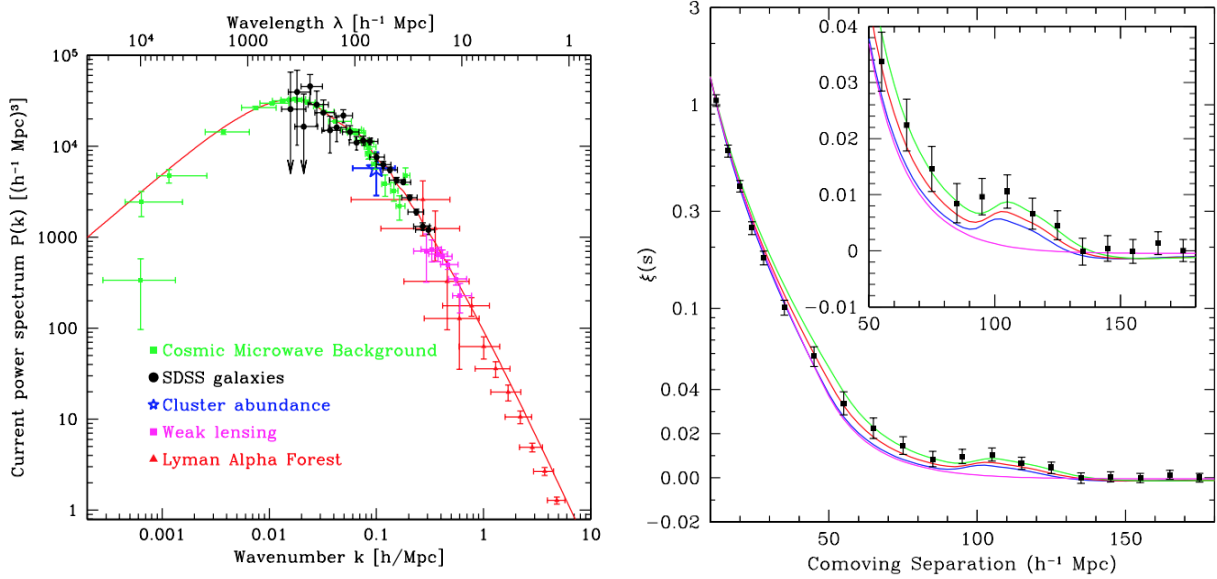 Wavelength λ [h⁻¹ Mpc]
10⁴ 1000 100 10 1
Current power spectrum P(k) [(h⁻¹ Mpc)³]
10⁵
10⁴
1000
100
10
1
Cosmic Microwave Background
SDSS galaxies
Cluster abundance
Weak lensing
Lyman Alpha Forest
0.001 0.01 0.1 1 10
Wavenumber k [h/Mpc]
ξ(s)
1
0.3
0.1
0.04
0.02
0.00
−0.02
50 100 150
Comoving Separation (h⁻¹ Mpc)
0.04
0.03
0.02
0.01
0
−0.01
50 100 150